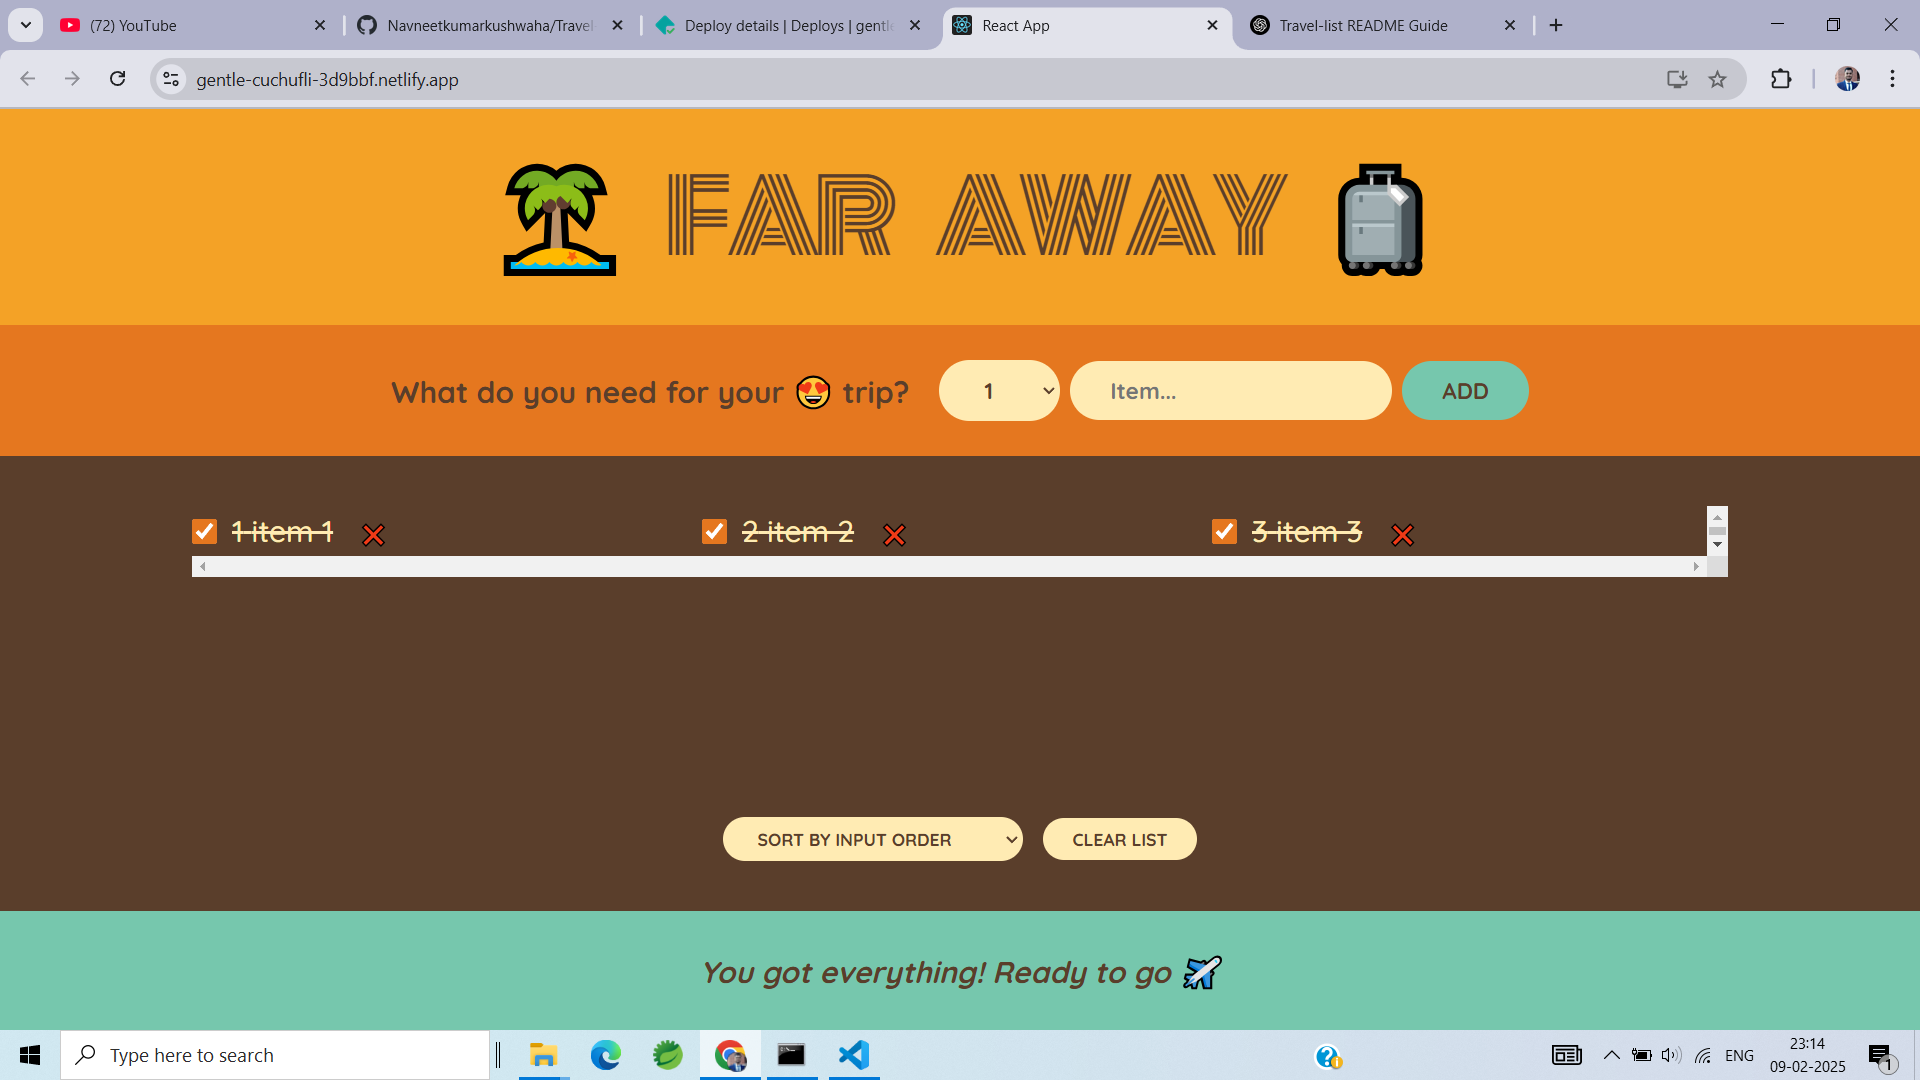 (72) YouTube
Navneetkumarkushwaha/Travel-
Deploy details | Deploys | gentle
React App
Travel-list README Guide
gentle-cuchufli-3d9bbf.netlify.app
FAR AWAY
What do you need for your 😍 trip?
1
Item...
ADD
1 item 1
2 item 2
3 item 3
SORT BY INPUT ORDER
CLEAR LIST
You got everything! Ready to go ✈️
Type here to search
ENG
23:14
09-02-2025
1